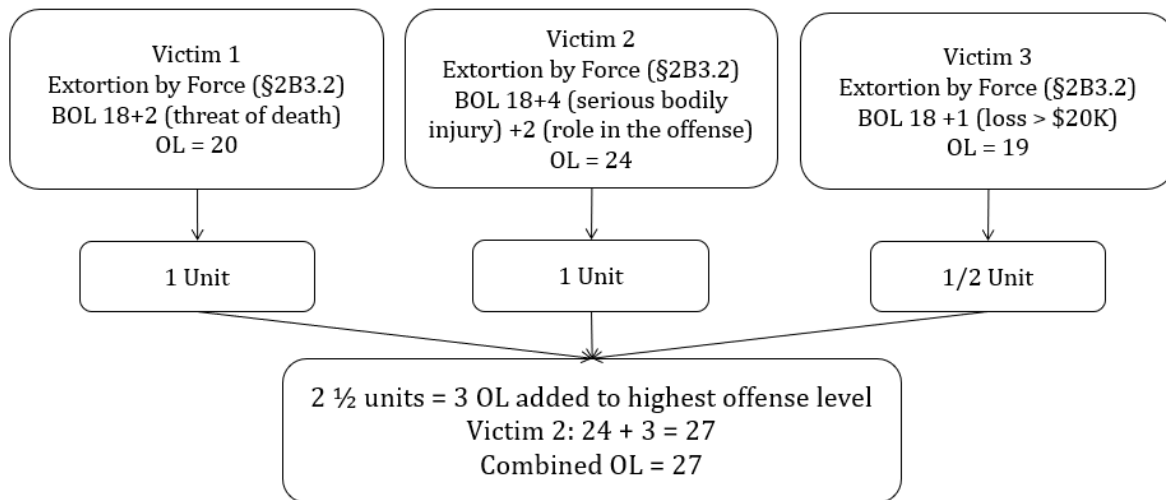 Victim 1
Extortion by Force (§2B3.2)
BOL 18+2 (threat of death)
OL = 20
Victim 2
Extortion by Force (§2B3.2)
BOL 18+4 (serious bodily
injury) +2 (role in the offense)
OL = 24
Victim 3
Extortion by Force (§2B3.2)
BOL 18 +1 (loss > $20K)
OL = 19
1 Unit
1 Unit
1/2 Unit
2 ½ units = 3 OL added to highest offense level
Victim 2: 24 + 3 = 27
Combined OL = 27